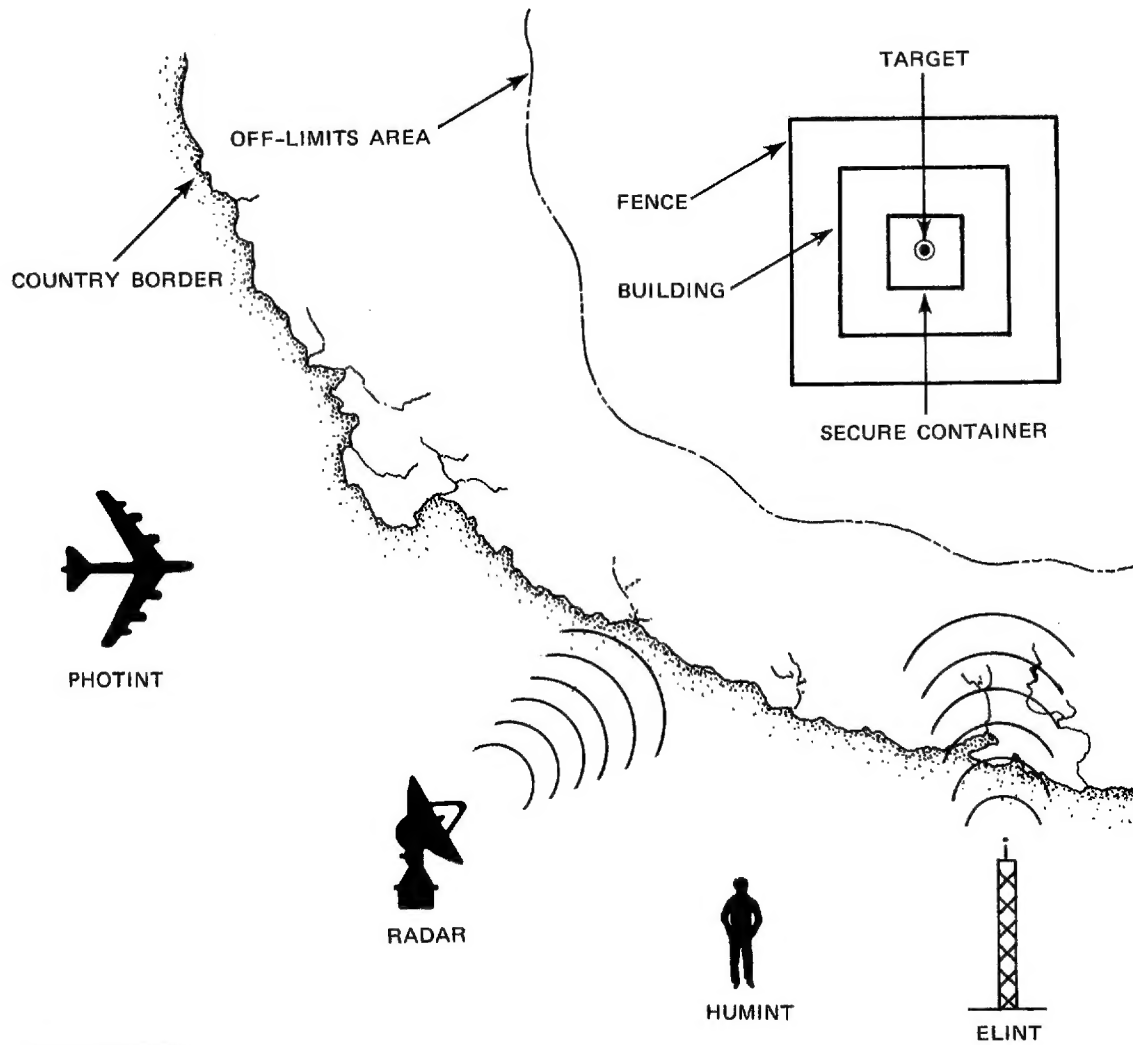 TARGET
OFF-LIMITS AREA
FENCE
COUNTRY BORDER
BUILDING
SECURE CONTAINER
PHOTINT
RADAR
HUMINT
ELINT